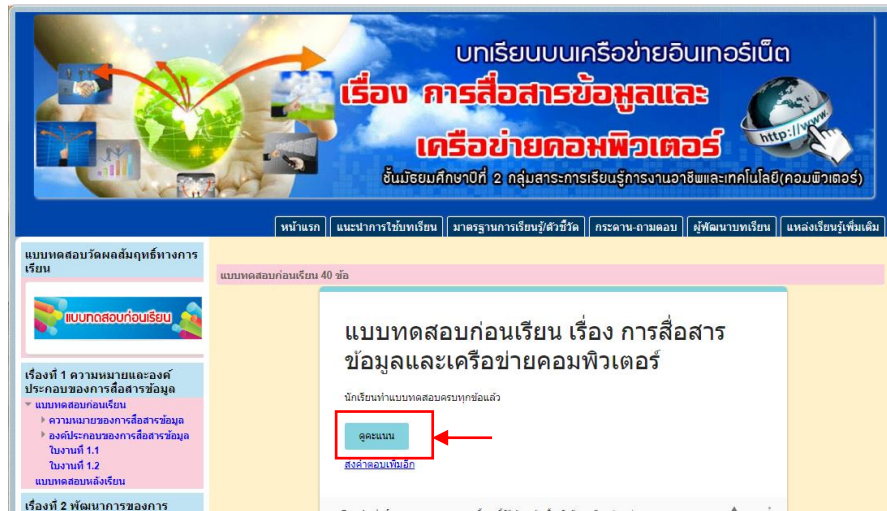 บทเรียนบนเครือข่ายอินเทอร์เน็ต
เรื่อง การสื่อสารข้อมูลและ
เครือข่ายคอมพิวเตอร์
http://www.
ชั้นมัธยมศึกษาปีที่ 2 กลุ่มสาระการเรียนรู้การงานอาชีพและเทคโนโลยี(คอมพิวเตอร์)
หน้าแรก แนะนำการใช้บทเรียน มาตรฐานการเรียนรู้/ตัวชี้วัด กระดาน-ถามตอบ ผู้พัฒนาบทเรียน แหล่งเรียนรู้เพิ่มเติม
แบบทดสอบวัดผลสัมฤทธิ์ทางการ
เรียน
แบบทดสอบก่อนเรียน
เรื่องที่ 1 ความหมายและองค์
ประกอบของการสื่อสารข้อมูล
แบบทดสอบก่อนเรียน
ความหมายของการสื่อสารข้อมูล
องค์ประกอบของการสื่อสารข้อมูล
ใบงานที่ 1.1
ใบงานที่ 1.2
แบบทดสอบหลังเรียน
เรื่องที่ 2 พัฒนาการของการ
แบบทดสอบก่อนเรียน 40 ข้อ
แบบทดสอบก่อนเรียน เรื่อง การสื่อสาร
ข้อมูลและเครือข่ายคอมพิวเตอร์
นักเรียนทำแบบทดสอบครบทุกข้อแล้ว
ดูคะแนน
ส่งคำตอบเพิ่มอีก